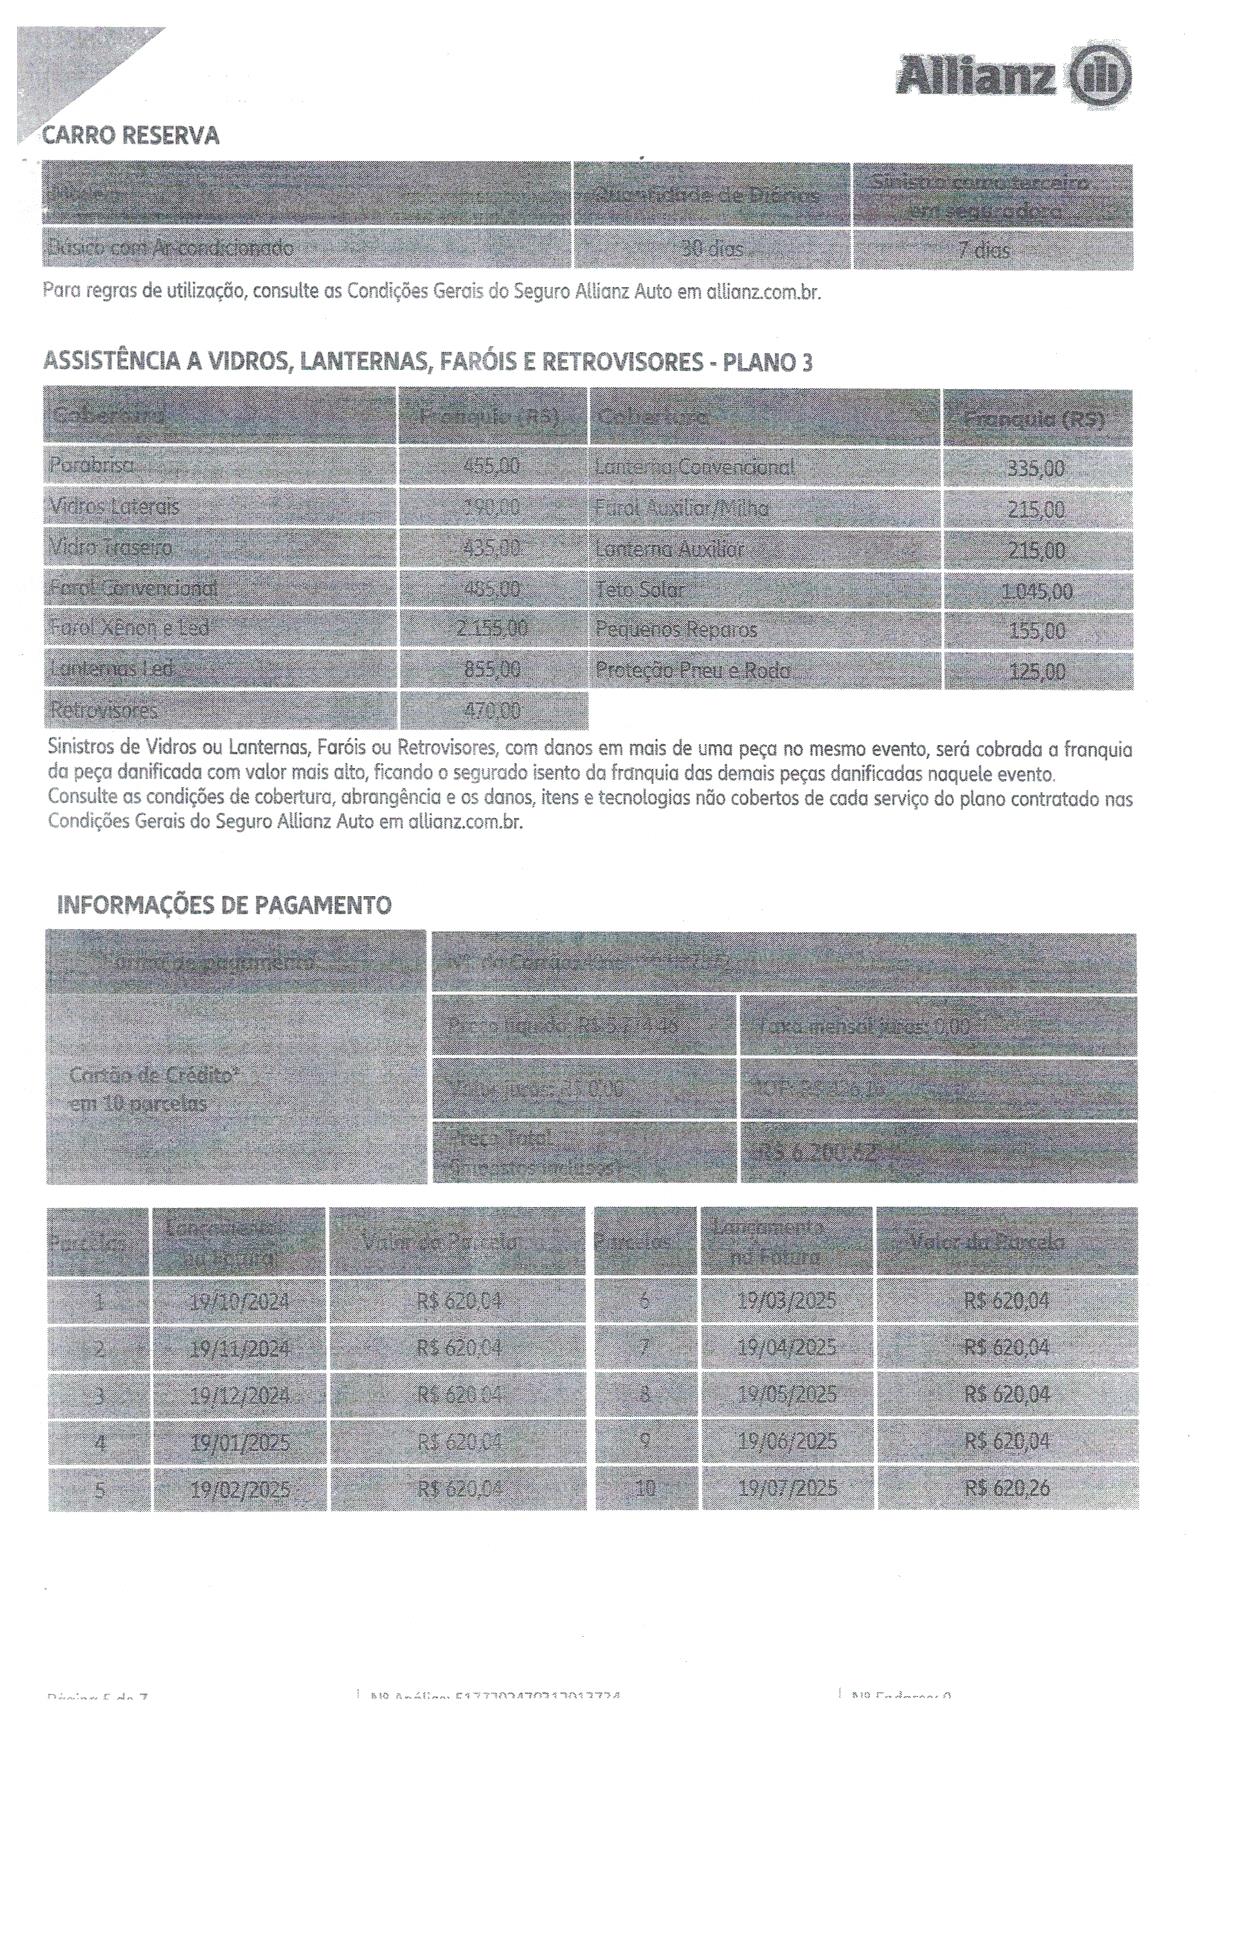 Allianz
CARRO RESERVA
Quantidade de Diárias
Sinistro como terceiro
em seguradora
Básico com Ar-condicionado 30 dias 7 dias
Para regras de utilização, consulte as Condições Gerais do Seguro Allianz Auto em allianz.com.br.
ASSISTÊNCIA A VIDROS, LANTERNAS, FARÓIS E RETROVISORES - PLANO 3
Cobertura Franquia (R$) Cobertura Franquia (R$)
Parabrisa 455,00 Lanterna Convencional 335,00
Vidros Laterais 190,00 Farol Auxiliar/Milha 215,00
Vidro Traseiro 435,00 Lanterna Auxiliar 215,00
Farol Convencional 485,00 Teto Solar 1.045,00
Farol Xênon e Led 2.155,00 Pequenos Reparos 155,00
Lanternas Led 855,00 Proteção Pneu e Roda 125,00
Retrovisores 470,00
Sinistros de Vidros ou Lanternas, Faróis ou Retrovisores, com danos em mais de uma peça no mesmo evento, será cobrada a franquia
da peça danificada com valor mais alto, ficando o segurado isento da franquia das demais peças danificadas naquele evento.
Consulte as condições de cobertura, abrangência e os danos, itens e tecnologias não cobertos de cada serviço do plano contratado nas
Condições Gerais do Seguro Allianz Auto em allianz.com.br.
INFORMAÇÕES DE PAGAMENTO
Forma de pagamento Nº. do Cartão:
Preço líquido: R$ 5.774,46 Taxa mensal juros: 0,00
Cartão de Crédito*
em 10 parcelas
Valor juros: R$ 0,00 IOF: R$ 426,16
Preço Total
(impostos inclusos)
R$ 6.200,62
Parcelas Lançamento
na Fatura Valor da Parcela Parcelas Lançamento
na Fatura Valor da Parcela
1 19/10/2024 R$ 620,04 6 19/03/2025 R$ 620,04
2 19/11/2024 R$ 620,04 7 19/04/2025 R$ 620,04
3 19/12/2024 R$ 620,04 8 19/05/2025 R$ 620,04
4 19/01/2025 R$ 620,04 9 19/06/2025 R$ 620,04
5 19/02/2025 R$ 620,04 10 19/07/2025 R$ 620,26
Página 5 de 7 Nº Apólice: Nº Endosso: 0